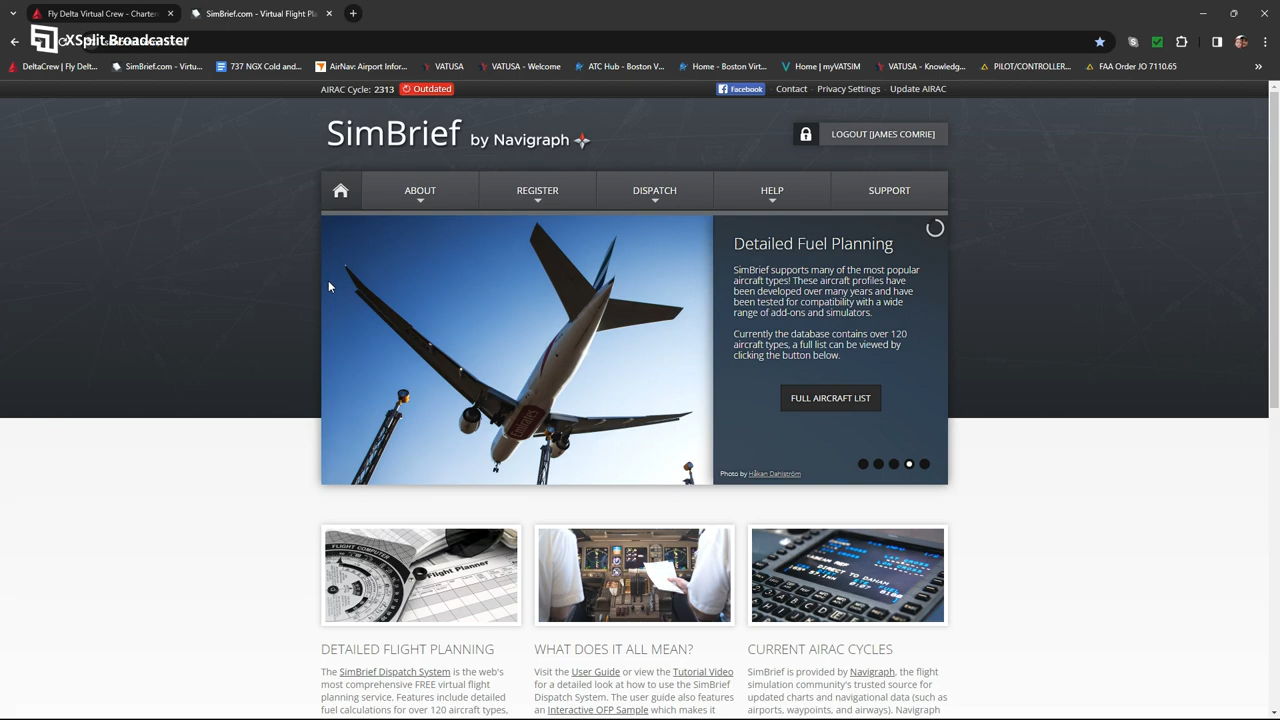 Fly Delta Virtual Crew - Charter
SimBrief.com - Virtual Flight Pl
XSplit Broadcaster
DeltaCrew | Fly Delt...
SimBrief.com - Virtu...
737 NGX Cold and...
AirNav: Airport Infor...
VATUSA
VATUSA - Welcome
ATC Hub - Boston V...
Home - Boston Virt...
Home | myVATSIM
VATUSA - Knowledg...
PILOT/CONTROLLER...
FAA Order JO 7110.65
AIRAC Cycle: 2313 Outdated
Facebook · Contact · Privacy Settings · Update AIRAC
SimBrief by Navigraph
LOGOUT [JAMES COMRIE]
ABOUT
REGISTER
DISPATCH
HELP
SUPPORT
Detailed Fuel Planning
SimBrief supports many of the most popular
aircraft types! These aircraft profiles have
been developed over many years and have
been tested for compatibility with a wide
range of add-ons and simulators.
Currently the database contains over 120
aircraft types, a full list can be viewed by
clicking the button below.
FULL AIRCRAFT LIST
Photo by Håkan Dahlström
Emirates
FLIGHT COMPUTER
Flight Planner
DIRECT TO DAHAN
DETAILED FLIGHT PLANNING
The SimBrief Dispatch System is the web's
most comprehensive FREE virtual flight
planning service. Features include detailed
fuel calculations for over 120 aircraft types,
WHAT DOES IT ALL MEAN?
Visit the User Guide or view the Tutorial Video
for a detailed look at how to use the SimBrief
Dispatch System. The user guide also features
an Interactive OFP Sample which makes it
CURRENT AIRAC CYCLES
SimBrief is provided by Navigraph, the flight
simulation community's trusted source for
updated charts and navigational data (such as
airports, waypoints, and airways). Navigraph